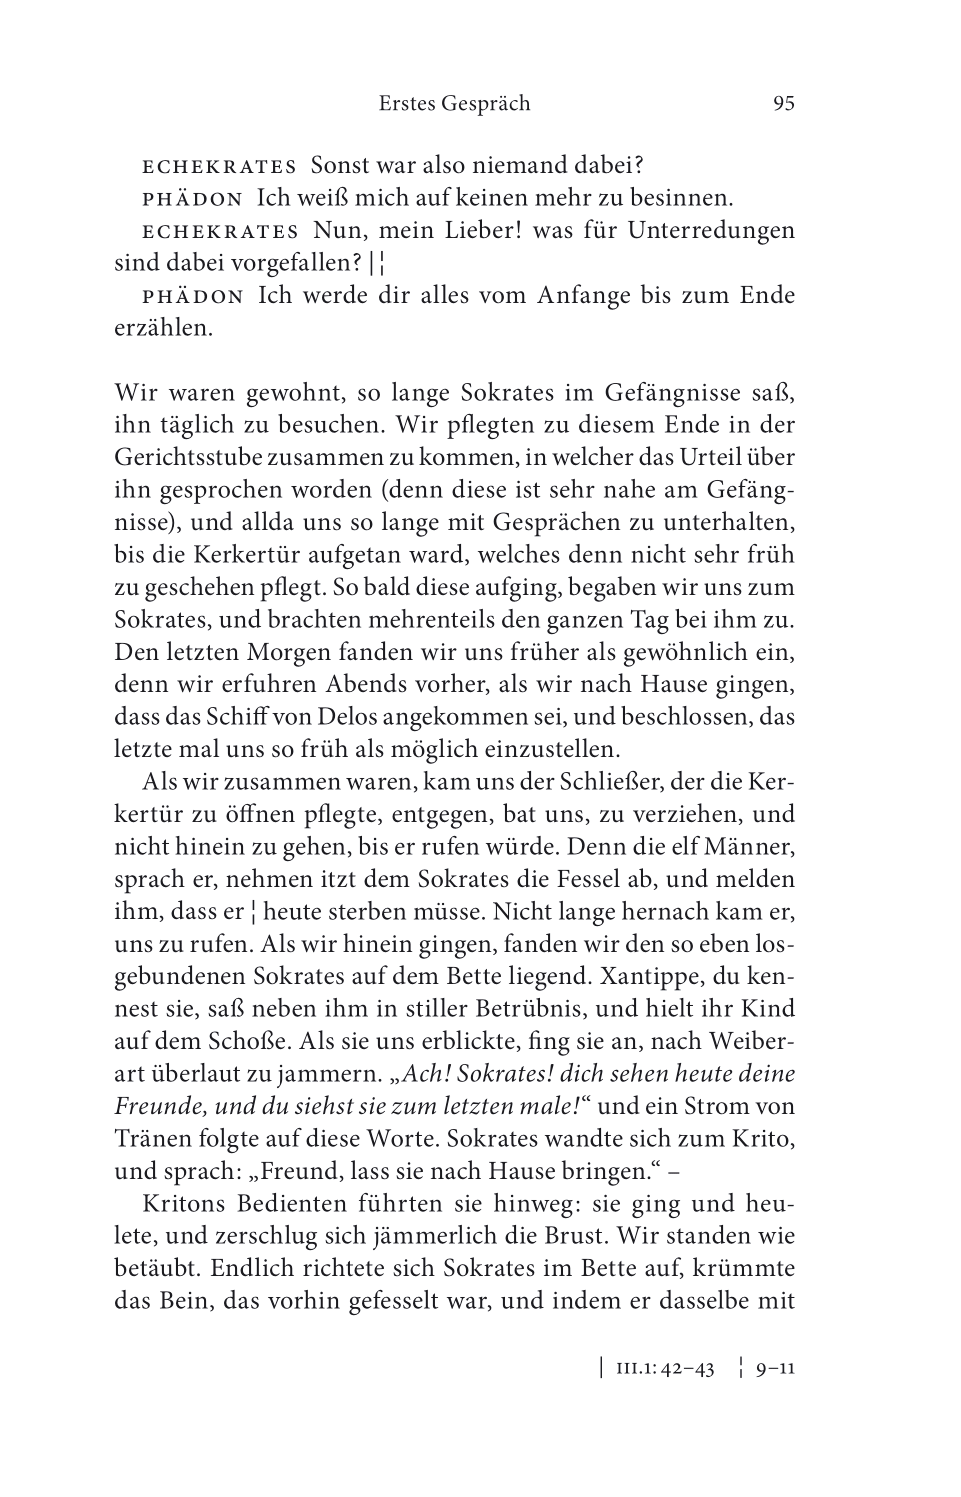 Erstes Gespräch 95
ECHEKRATES Sonst war also niemand dabei?
PHÄDON Ich weiß mich auf keinen mehr zu besinnen.
ECHEKRATES Nun, mein Lieber! was für Unterredungen
sind dabei vorgefallen? | ¦
PHÄDON Ich werde dir alles vom Anfange bis zum Ende
erzählen.
Wir waren gewohnt, so lange Sokrates im Gefängnisse saß,
ihn täglich zu besuchen. Wir pflegten zu diesem Ende in der
Gerichtsstube zusammen zu kommen, in welcher das Urteil über
ihn gesprochen worden (denn diese ist sehr nahe am Gefäng-
nisse), und allda uns so lange mit Gesprächen zu unterhalten,
bis die Kerkertür aufgetan ward, welches denn nicht sehr früh
zu geschehen pflegt. So bald diese aufging, begaben wir uns zum
Sokrates, und brachten mehrenteils den ganzen Tag bei ihm zu.
Den letzten Morgen fanden wir uns früher als gewöhnlich ein,
denn wir erfuhren Abends vorher, als wir nach Hause gingen,
dass das Schiff von Delos angekommen sei, und beschlossen, das
letzte mal uns so früh als möglich einzustellen.
Als wir zusammen waren, kam uns der Schließer, der die Ker-
kertür zu öffnen pflegte, entgegen, bat uns, zu verziehen, und
nicht hinein zu gehen, bis er rufen würde. Denn die elf Männer,
sprach er, nehmen itzt dem Sokrates die Fessel ab, und melden
ihm, dass er ¦ heute sterben müsse. Nicht lange hernach kam er,
uns zu rufen. Als wir hinein gingen, fanden wir den so eben los-
gebundenen Sokrates auf dem Bette liegend. Xantippe, du ken-
nest sie, saß neben ihm in stiller Betrübnis, und hielt ihr Kind
auf dem Schoße. Als sie uns erblickte, fing sie an, nach Weiber-
art überlaut zu jammern. „Ach! Sokrates! dich sehen heute deine
Freunde, und du siehst sie zum letzten male!“ und ein Strom von
Tränen folgte auf diese Worte. Sokrates wandte sich zum Krito,
und sprach: „Freund, lass sie nach Hause bringen.“ –
Kritons Bedienten führten sie hinweg: sie ging und heu-
lete, und zerschlug sich jämmerlich die Brust. Wir standen wie
betäubt. Endlich richtete sich Sokrates im Bette auf, krümmte
das Bein, das vorhin gefesselt war, und indem er dasselbe mit
| III.1: 42–43 ¦ 9–11